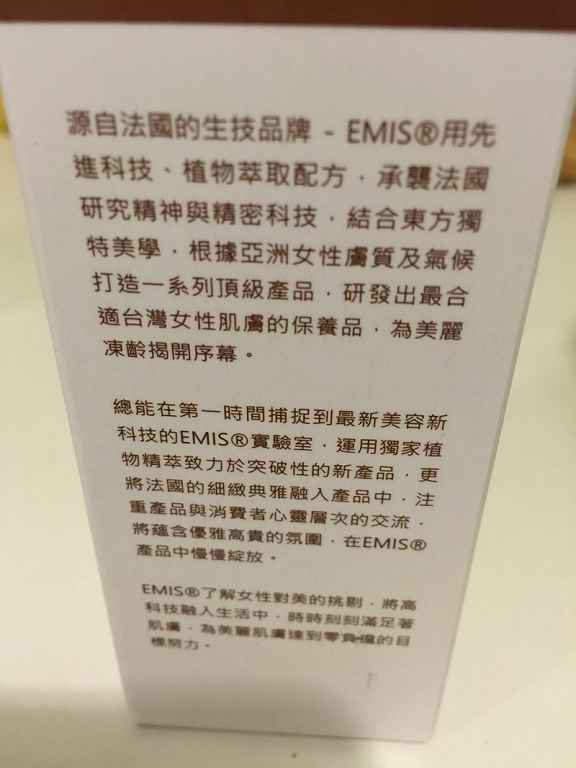 源自法國的生技品牌 - EMIS®用先
進科技、植物萃取配方，承襲法國
研究精神與精密科技，結合東方獨
特美學，根據亞洲女性膚質及氣候
打造一系列頂級產品，研發出最合
適台灣女性肌膚的保養品，為美麗
凍齡揭開序幕。
總能在第一時間捕捉到最新美容新
科技的EMIS®實驗室，運用獨家植
物精萃致力於突破性的新產品，更
將法國的細緻典雅融入產品中，注
重產品與消費者心靈層次的交流，
將蘊含優雅高貴的氛圍，在EMIS®
產品中慢慢綻放。
EMIS®了解女性對美的挑剔，將高
科技融入生活中，時時刻刻滿足著
肌膚，為美麗肌膚達到零負擔的目
標努力。